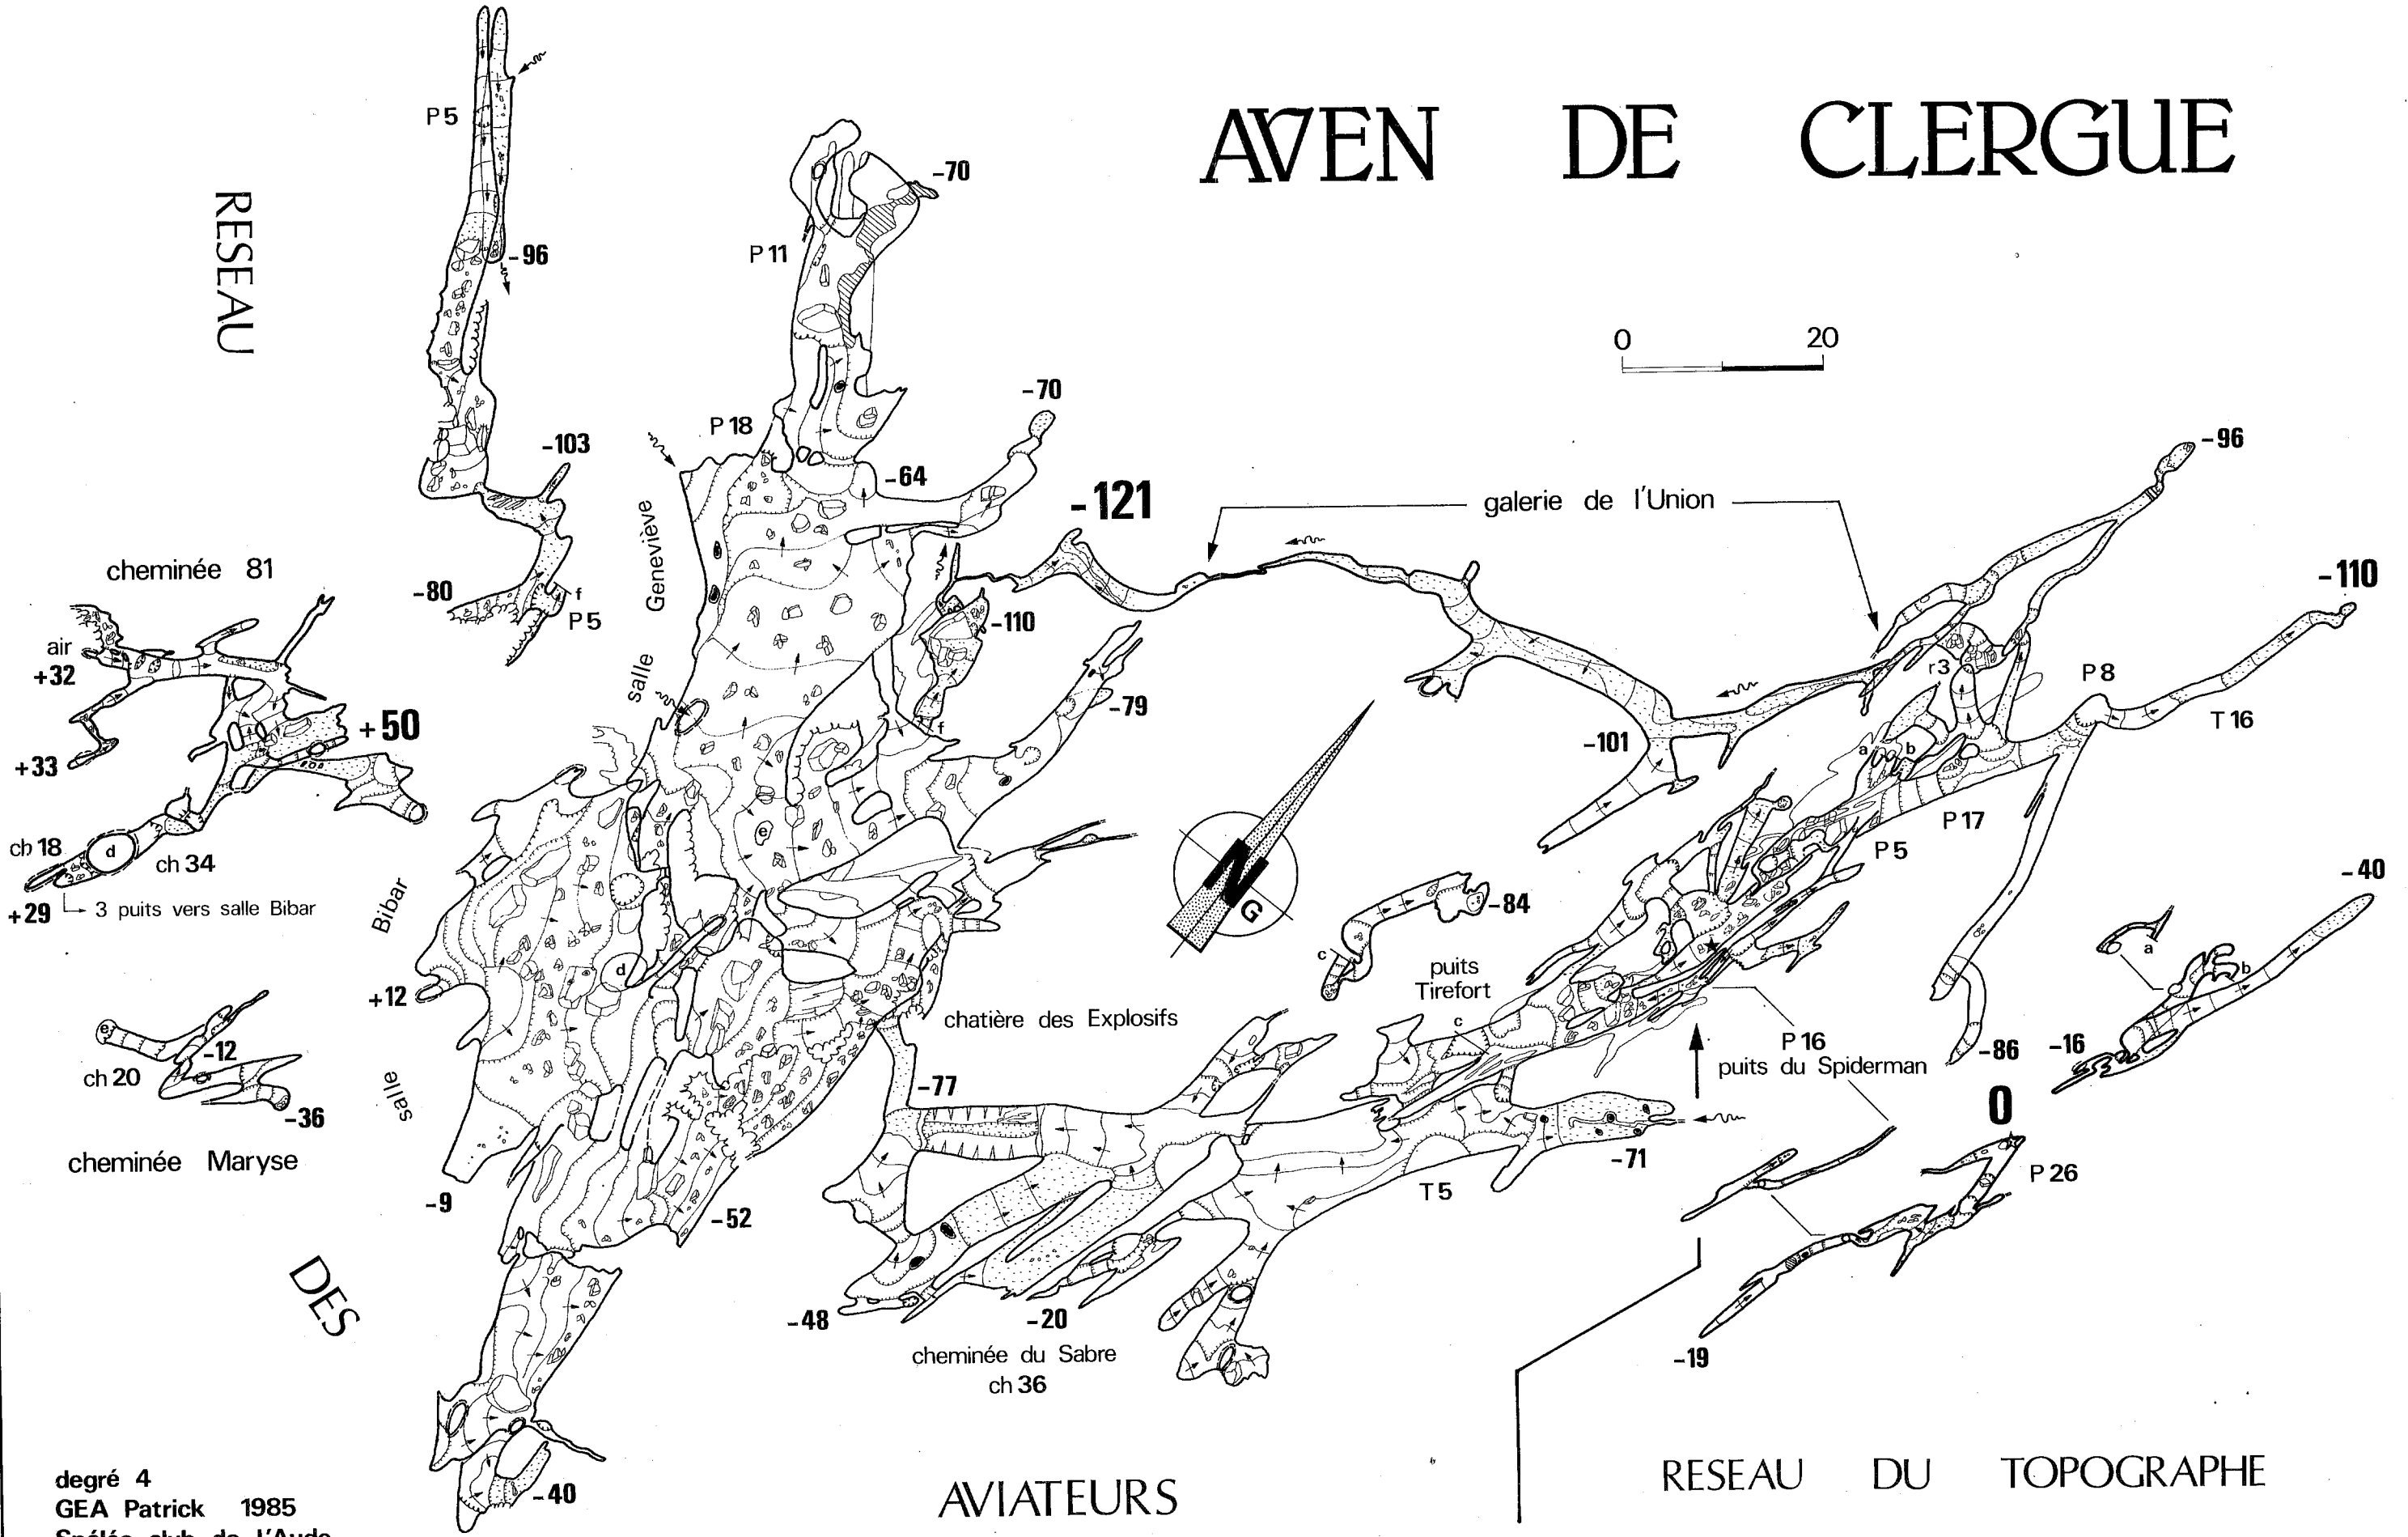 AVEN DE CLERGUE
RESEAU
DES
AVIATEURS
RESEAU DU TOPOGRAPHE
P5
-96
-103
-80
f
P5
-70
P11
P18
-64
-70
salle Geneviève
-121
-110
f
-79
0 20
galerie de l'Union
-96
-110
r3
P8
T16
-101
a
b
P17
P5
-40
a
b
-16
-86
cheminée 81
air
+32
+33
+50
ch 18
d
ch 34
+29
3 puits vers salle Bibar
salle Bibar
+12
e
d
-9
-52
-40
e
-12
ch 20
-36
cheminée Maryse
N
G
c
-84
puits
Tirefort
c
chatière des Explosifs
-77
P16
puits du Spiderman
-71
T5
-48
-20
cheminée du Sabre
ch 36
0
P26
-19
degré 4
GEA Patrick 1985
Spéléo club de l'Aude